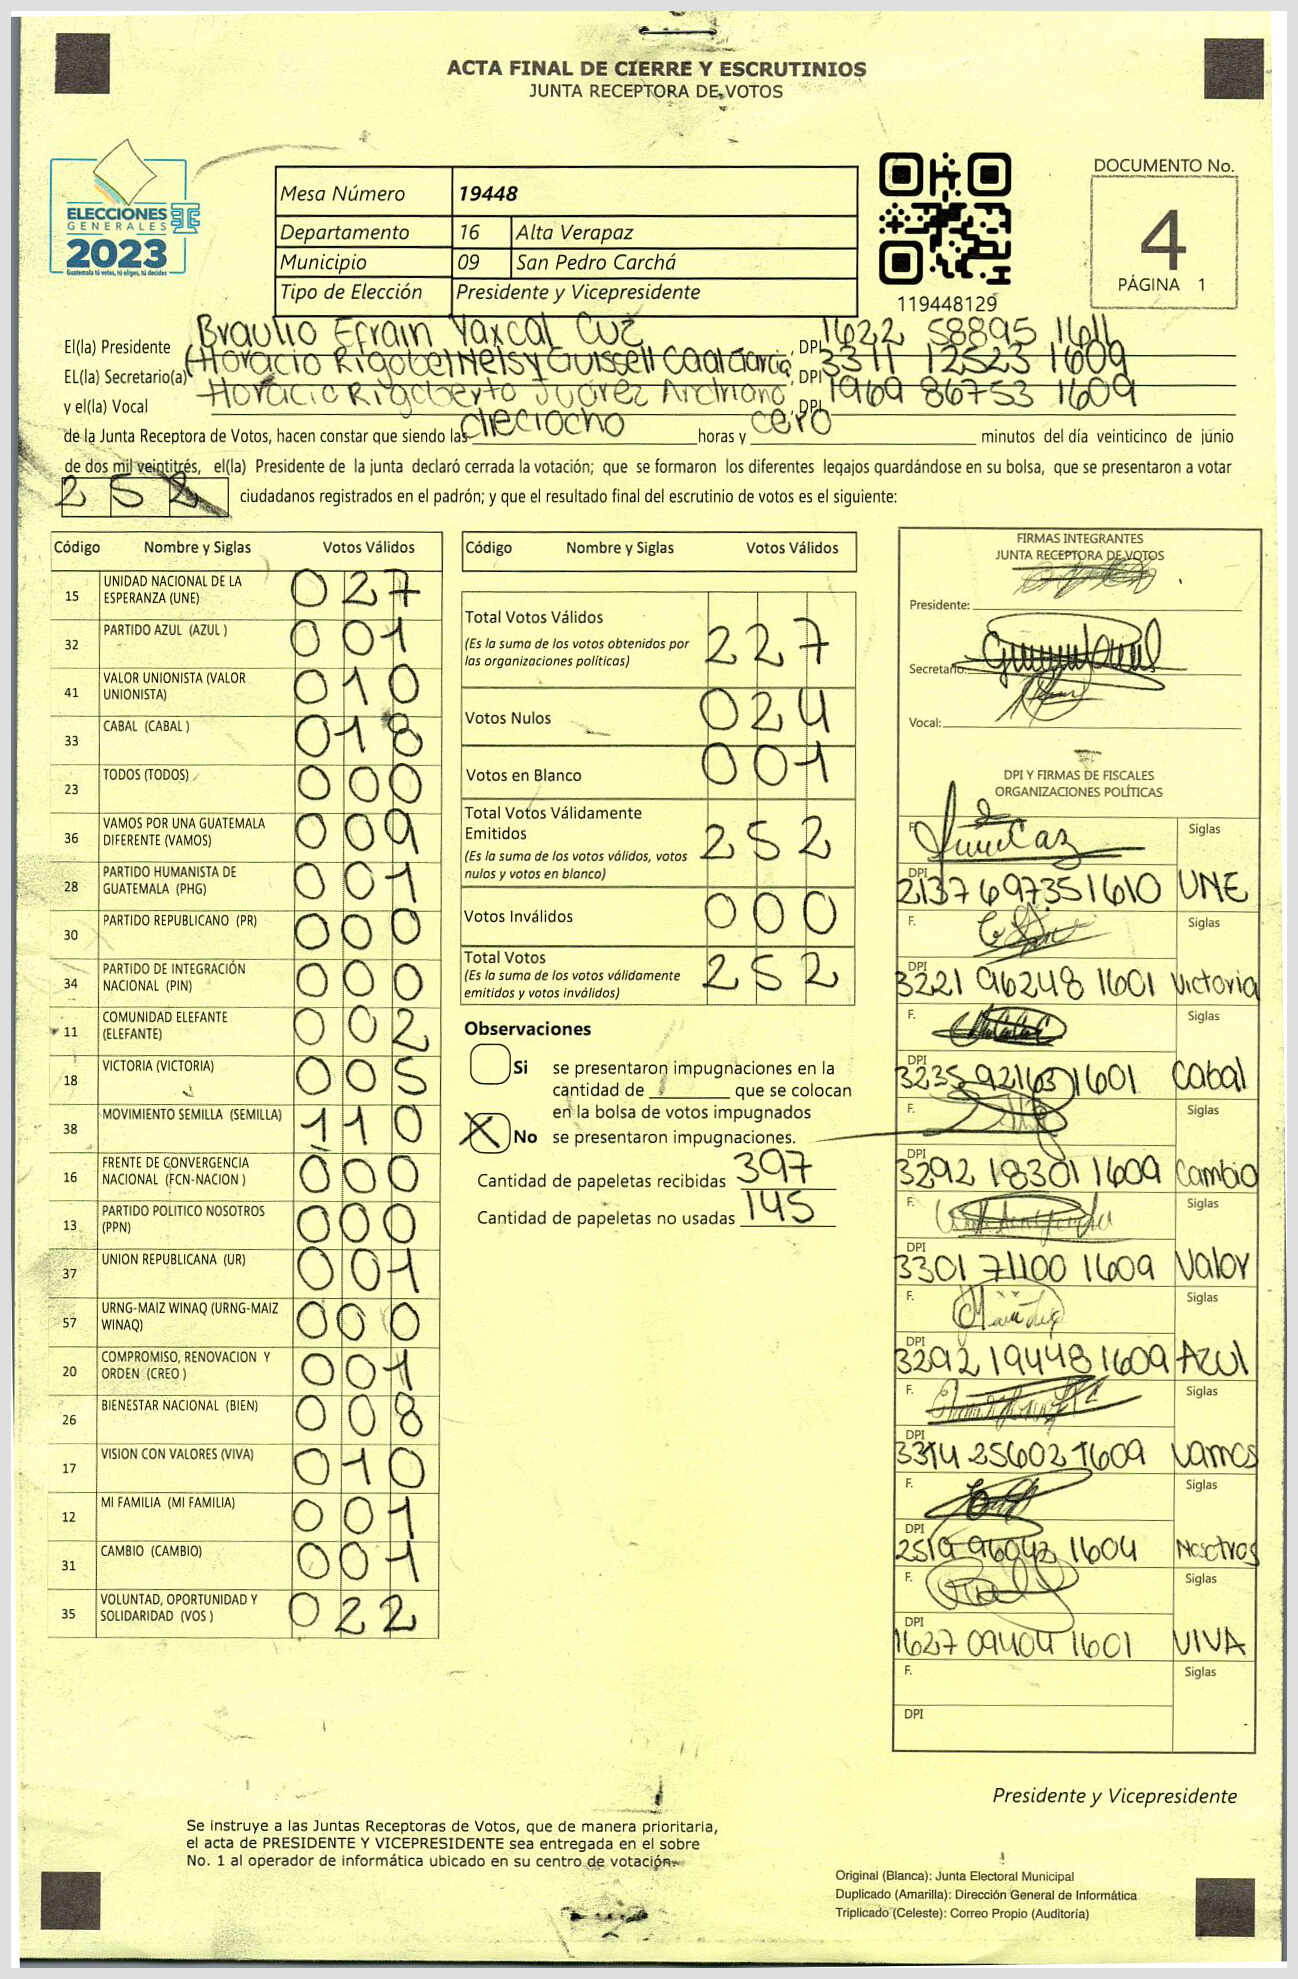 ACTA FINAL DE CIERRE Y ESCRUTINIOS
JUNTA RECEPTORA DE VOTOS
ELECCIONES
GENERALES
2023
Guatemala tú votas, tú eliges, tú decides
Mesa Número 19448
Departamento 16 Alta Verapaz
Municipio 09 San Pedro Carchá
Tipo de Elección Presidente y Vicepresidente
119448129
DOCUMENTO No.
4
PÁGINA 1
El(la) Presidente Braulio Efrain Yaxcal Cuz, DPI 1622 58895 1611
EL(la) Secretario(a) (Horacio Rigobe) Neisy Guissell Caal Garcia, DPI 3311 12523 1609
y el(la) Vocal Horacio Rigoberto Juárez Ardriano, DPI 1969 86753 1609
de la Junta Receptora de Votos, hacen constar que siendo las dieciocho horas y cero minutos del día veinticinco de junio
de dos mil veintitrés, el(la) Presidente de la junta declaró cerrada la votación; que se formaron los diferentes legajos quardándose en su bolsa, que se presentaron a votar
252 ciudadanos registrados en el padrón; y que el resultado final del escrutinio de votos es el siguiente:
Código Nombre y Siglas Votos Válidos
15 UNIDAD NACIONAL DE LA ESPERANZA (UNE) 027
32 PARTIDO AZUL (AZUL ) 001
41 VALOR UNIONISTA (VALOR UNIONISTA) 010
33 CABAL (CABAL ) 018
23 TODOS (TODOS) 000
36 VAMOS POR UNA GUATEMALA DIFERENTE (VAMOS) 009
28 PARTIDO HUMANISTA DE GUATEMALA (PHG) 001
30 PARTIDO REPUBLICANO (PR) 000
34 PARTIDO DE INTEGRACIÓN NACIONAL (PIN) 000
11 COMUNIDAD ELEFANTE (ELEFANTE) 002
18 VICTORIA (VICTORIA) 005
38 MOVIMIENTO SEMILLA (SEMILLA) 110
16 FRENTE DE CONVERGENCIA NACIONAL (FCN-NACION ) 000
13 PARTIDO POLITICO NOSOTROS (PPN) 000
37 UNION REPUBLICANA (UR) 001
57 URNG-MAIZ WINAQ (URNG-MAIZ WINAQ) 000
20 COMPROMISO, RENOVACION Y ORDEN (CREO ) 001
26 BIENESTAR NACIONAL (BIEN) 008
17 VISION CON VALORES (VIVA) 010
12 MI FAMILIA (MI FAMILIA) 001
31 CAMBIO (CAMBIO) 001
35 VOLUNTAD, OPORTUNIDAD Y SOLIDARIDAD (VOS ) 022
Código Nombre y Siglas Votos Válidos
Total Votos Válidos 227
(Es la suma de los votos obtenidos por
las organizaciones políticas)
Votos Nulos 024
Votos en Blanco 001
Total Votos Válidamente
Emitidos 252
(Es la suma de los votos válidos, votos
nulos y votos en blanco)
Votos Inválidos 000
Total Votos 252
(Es la suma de los votos válidamente
emitidos y votos inválidos)
Observaciones
Si se presentaron impugnaciones en la
cantidad de ________ que se colocan
en la bolsa de votos impugnados
X No se presentaron impugnaciones.
Cantidad de papeletas recibidas 397
Cantidad de papeletas no usadas 145
FIRMAS INTEGRANTES
JUNTA RECEPTORA DE VOTOS
Presidente:
Secretario:
Vocal:
DPI Y FIRMAS DE FISCALES
ORGANIZACIONES POLÍTICAS
F. Siglas
DPI 2137 69735 1610 UNE
F. Siglas
DPI 3221 96248 1601 Victoria
F. Siglas
DPI 3235 92163 1601 Cabal
F. Siglas
DPI 3292 18301 1609 Cambio
F. Siglas
DPI 3301 71100 1609 Valor
F. Siglas
DPI 3292 19448 1609 AZUl
F. Siglas
DPI 3314 25602 1609 Vamos
F. Siglas
DPI 2519 96043 1604 Nosotros
F. Siglas
DPI 1627 09404 1601 VIVA
F. Siglas
DPI
Presidente y Vicepresidente
Se instruye a las Juntas Receptoras de Votos, que de manera prioritaria,
el acta de PRESIDENTE Y VICEPRESIDENTE sea entregada en el sobre
No. 1 al operador de informática ubicado en su centro de votación.
Original (Blanca): Junta Electoral Municipal
Duplicado (Amarilla): Dirección General de Informática
Triplicado (Celeste): Correo Propio (Auditoría)